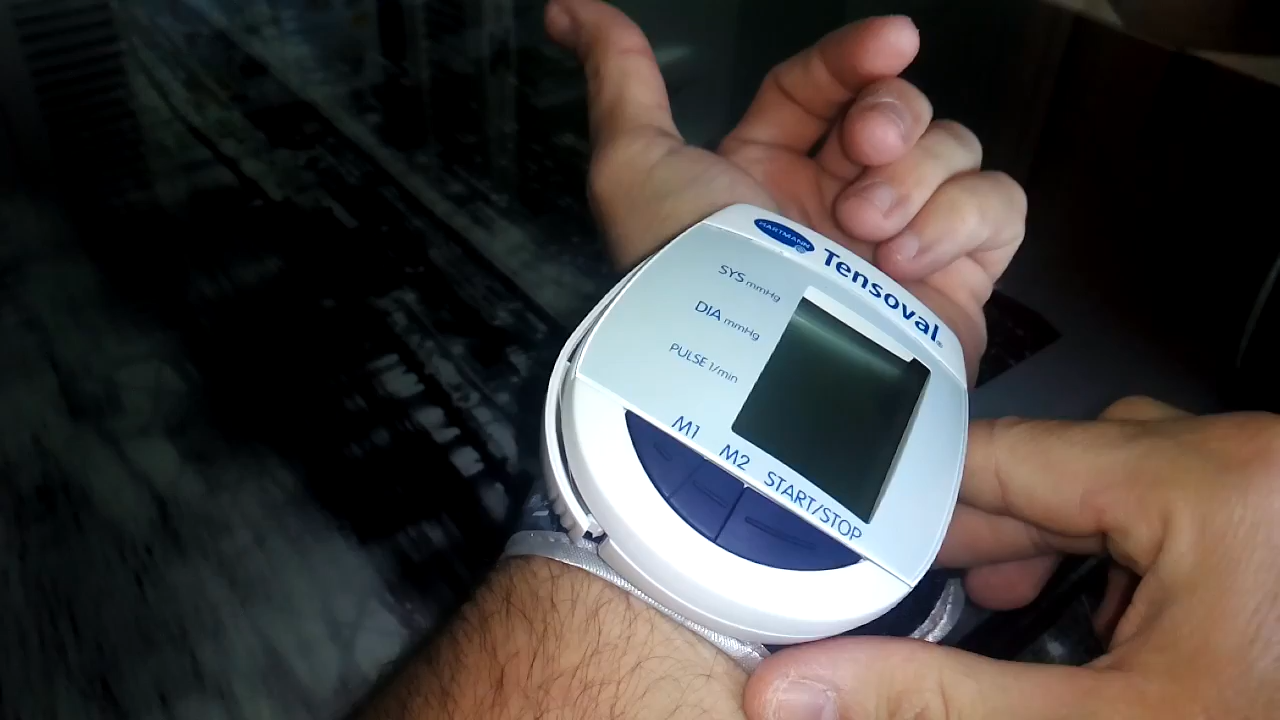 HARTMANN
Tensoval®
SYS mmHg
DIA mmHg
PULSE 1/min
M1 M2 START/STOP